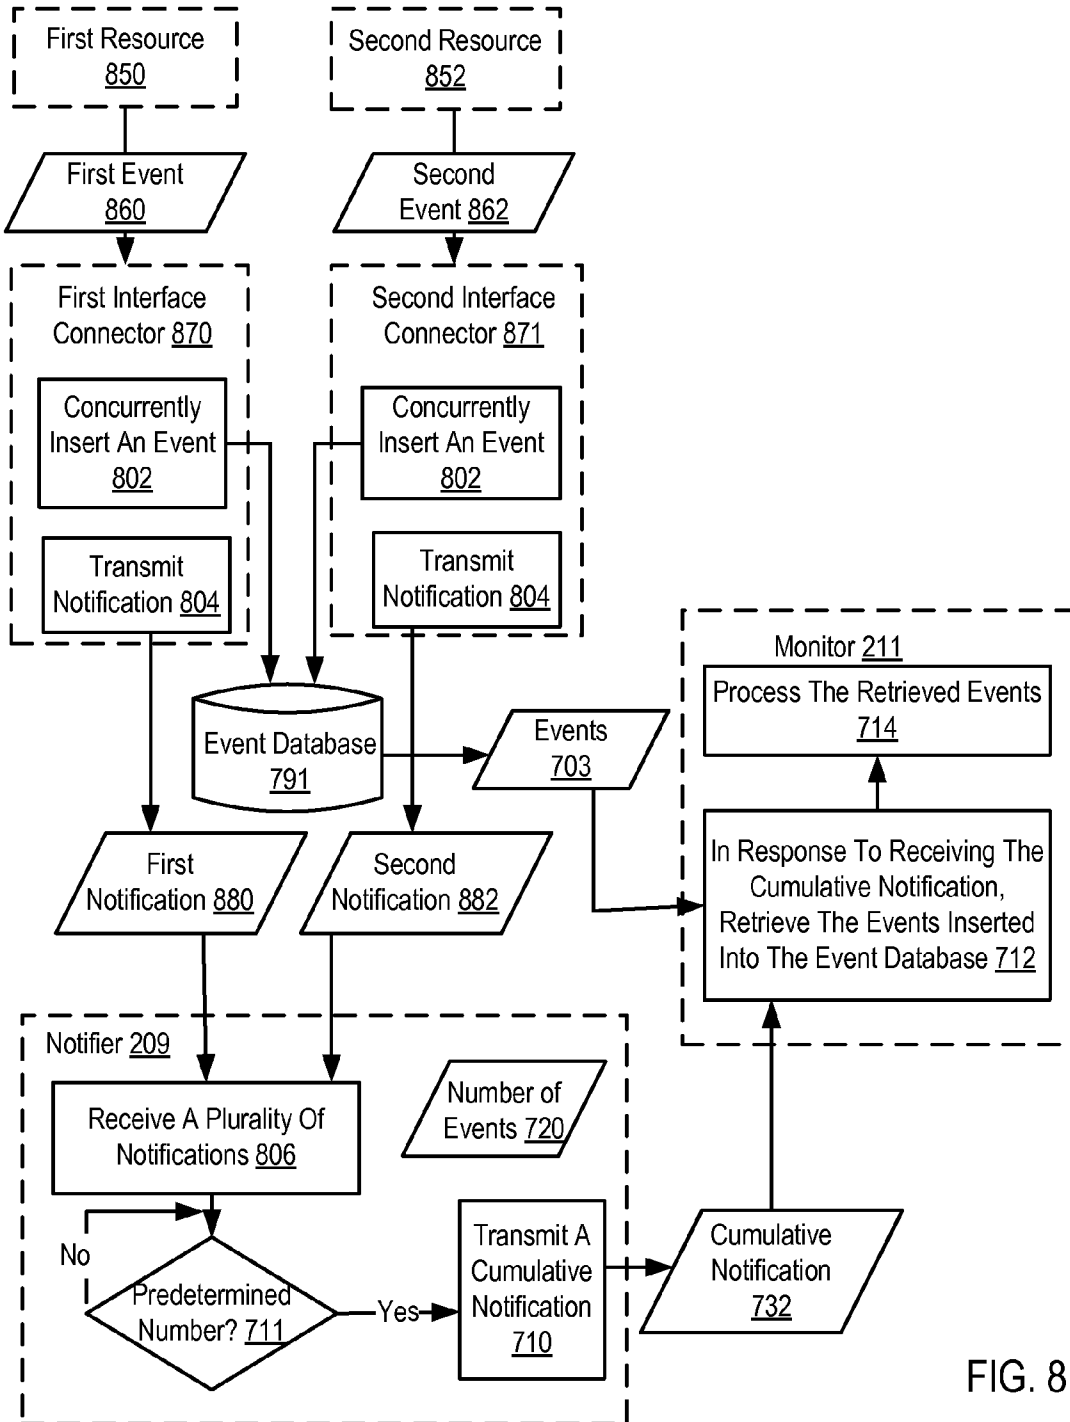 First Resource
850
Second Resource
852
First Event
860
Second
Event 862
First Interface
Connector 870
Second Interface
Connector 871
Concurrently
Insert An Event
802
Concurrently
Insert An Event
802
Transmit
Notification 804
Transmit
Notification 804
Monitor 211
Process The Retrieved Events
714
Event Database
791
Events
703
In Response To Receiving The
Cumulative Notification,
Retrieve The Events Inserted
Into The Event Database 712
First
Notification 880
Second
Notification 882
Notifier 209
Number of
Events 720
Receive A Plurality Of
Notifications 806
No
Predetermined
Number? 711
Yes
Transmit A
Cumulative
Notification
710
Cumulative
Notification
732
FIG. 8